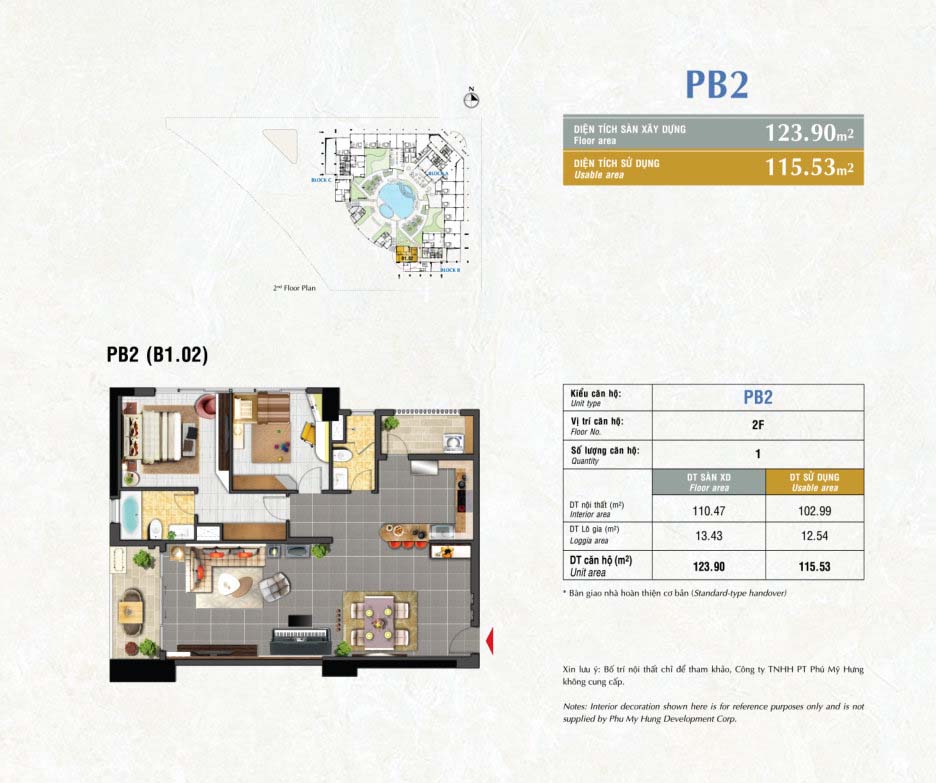 PB2
DIỆN TÍCH SÀN XÂY DỰNG
Floor area
123.90m2
DIỆN TÍCH SỬ DỤNG
Usable area
115.53m2
N
BLOCK C
BLOCK A
B1.02
BLOCK B
2nd Floor Plan
PB2 (B1.02)
Kiểu căn hộ:
Unit type
PB2
Vị trí căn hộ:
Floor No.
2F
Số lượng căn hộ:
Quantity
1
DT SÀN XD
Floor area
DT SỬ DỤNG
Usable area
DT nội thất (m²)
Interior area
110.47
102.99
DT Lô gia (m²)
Loggia area
13.43
12.54
DT căn hộ (m²)
Unit area
123.90
115.53
* Bàn giao nhà hoàn thiện cơ bản (Standard-type handover)
Xin lưu ý: Bố trí nội thất chỉ để tham khảo, Công ty TNHH PT Phú Mỹ Hưng
không cung cấp.
Notes: Interior decoration shown here is for reference purposes only and is not
supplied by Phu My Hung Development Corp.